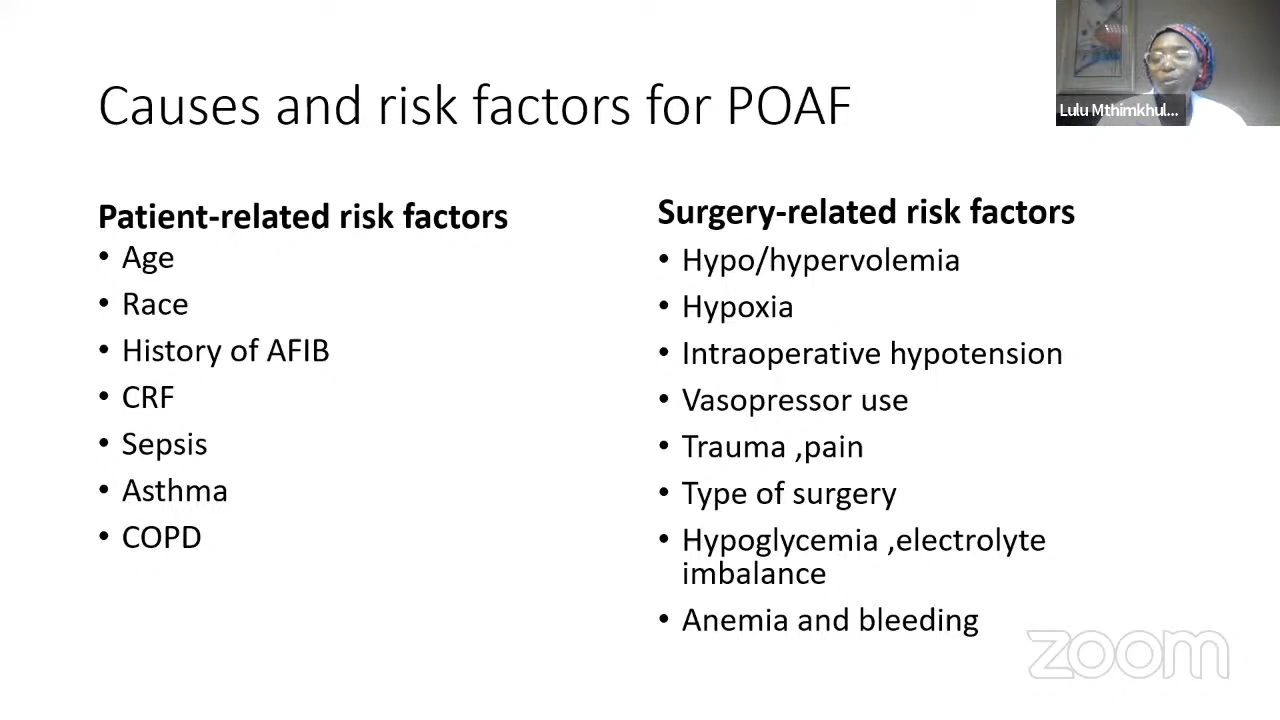 Causes and risk factors for POAF
Lulu Mthimkhul...
Patient-related risk factors
• Age
• Race
• History of AFIB
• CRF
• Sepsis
• Asthma
• COPD
Surgery-related risk factors
• Hypo/hypervolemia
• Hypoxia
• Intraoperative hypotension
• Vasopressor use
• Trauma ,pain
• Type of surgery
• Hypoglycemia ,electrolyte
imbalance
• Anemia and bleeding
zoom